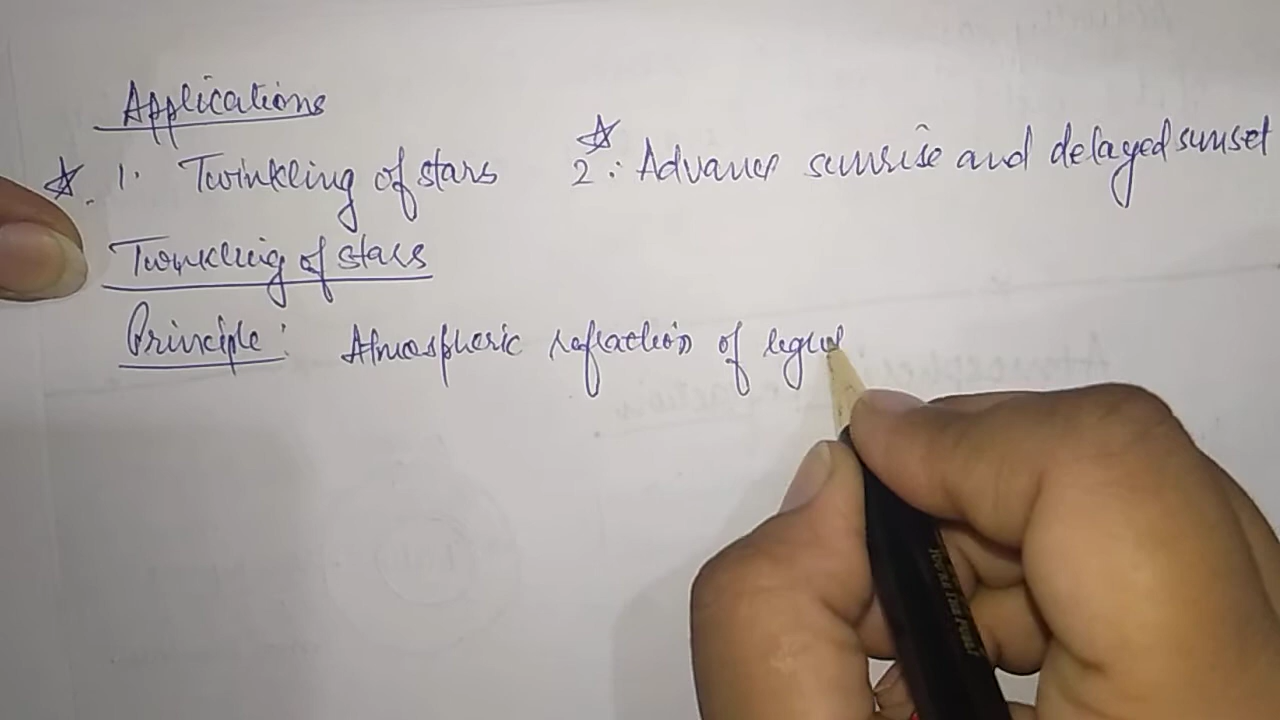 Applications
☆. 1. Twinkling of stars ☆ 2. Advance sunrise and delayed sunset
Twinkling of stars
Principle: Atmospheric refraction of